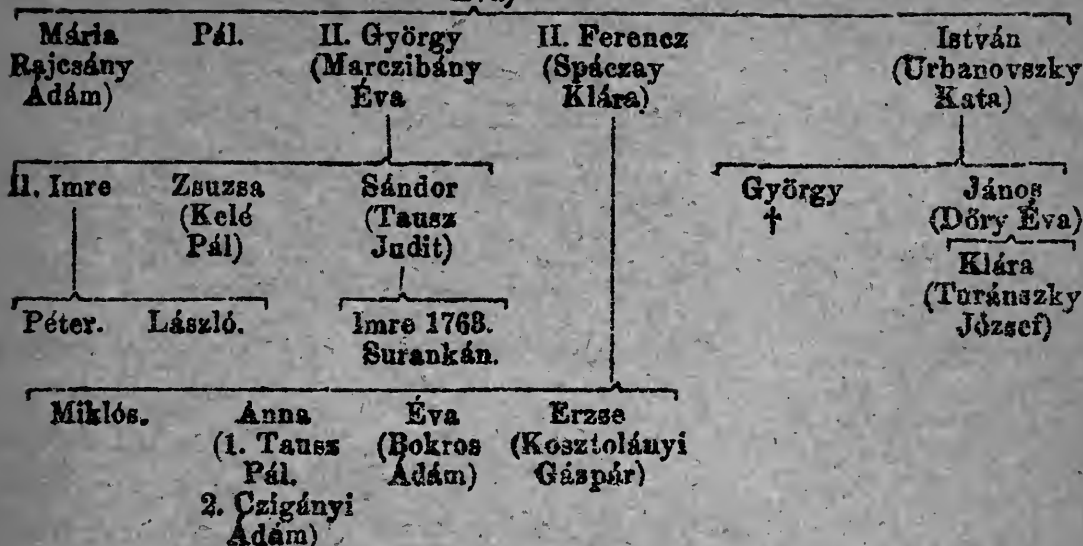 Mária Pál. II. György II. Ferencz István
Rajcsány (Marczibány (Spáczay (Urbanovszky
Ádám) Éva Klára) Kata)
II. Imre Zsuzsa Sándor György János
(Kelé (Tausz † (Dőry Éva)
Pál) Judit) Klára
(Turánszky
Péter. László. Imre 1763. József)
Surankán.
Miklós. Anna Éva Erzse
(1. Tausz (Bokros (Kosztolányi
Pál. Ádám) Gáspár)
2. Czigányi
Ádám)